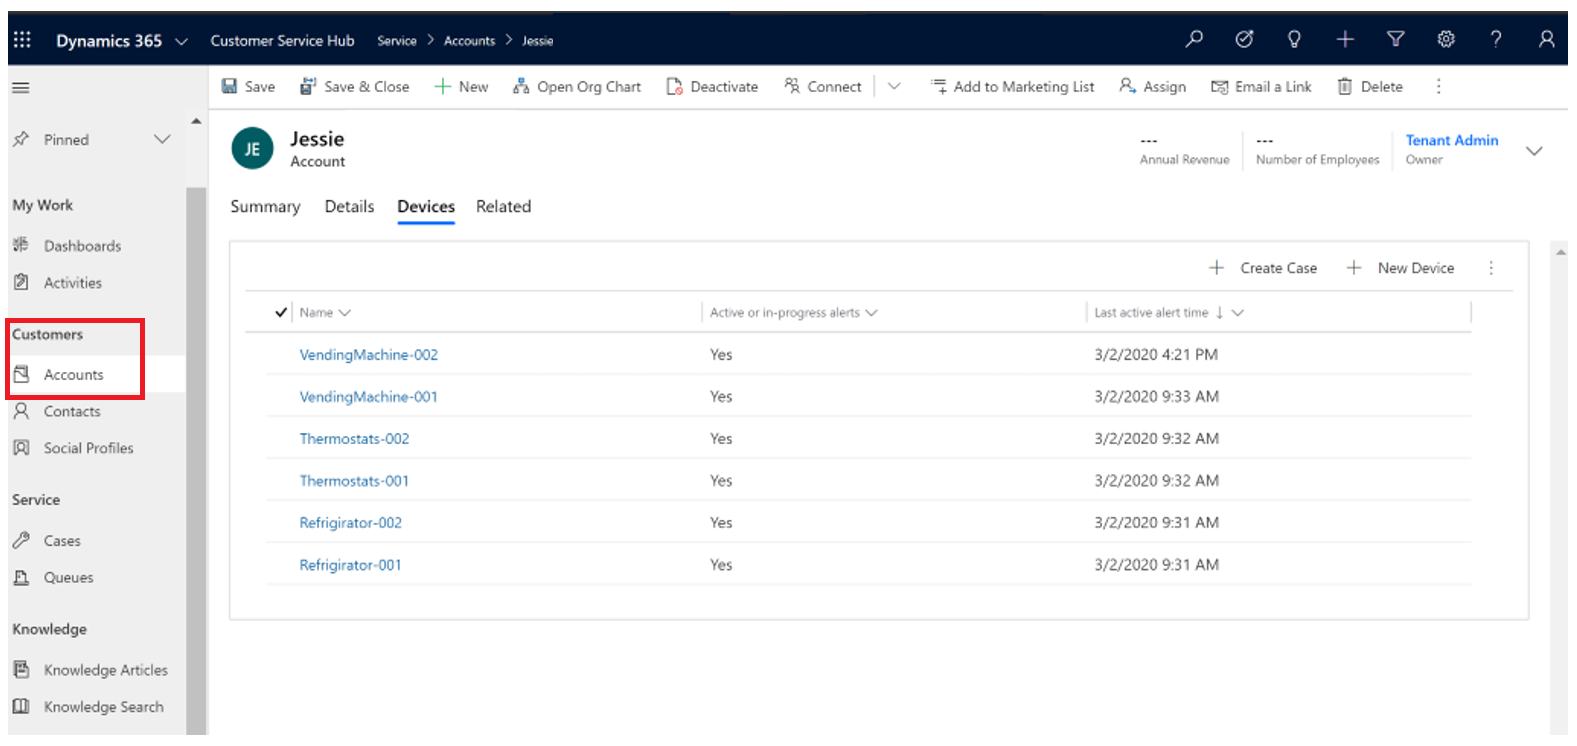 Dynamics 365 Customer Service Hub Service > Accounts > Jessie
Save Save & Close New Open Org Chart Deactivate Connect Add to Marketing List Assign Email a Link Delete
Pinned
My Work
Dashboards
Activities
Customers
Accounts
Contacts
Social Profiles
Service
Cases
Queues
Knowledge
Knowledge Articles
Knowledge Search
JE
Jessie
Account
--- --- Tenant Admin
Annual Revenue Number of Employees Owner
Summary Details Devices Related
Create Case New Device
Name Active or in-progress alerts Last active alert time
VendingMachine-002 Yes 3/2/2020 4:21 PM
VendingMachine-001 Yes 3/2/2020 9:33 AM
Thermostats-002 Yes 3/2/2020 9:32 AM
Thermostats-001 Yes 3/2/2020 9:32 AM
Refrigirator-002 Yes 3/2/2020 9:31 AM
Refrigirator-001 Yes 3/2/2020 9:31 AM